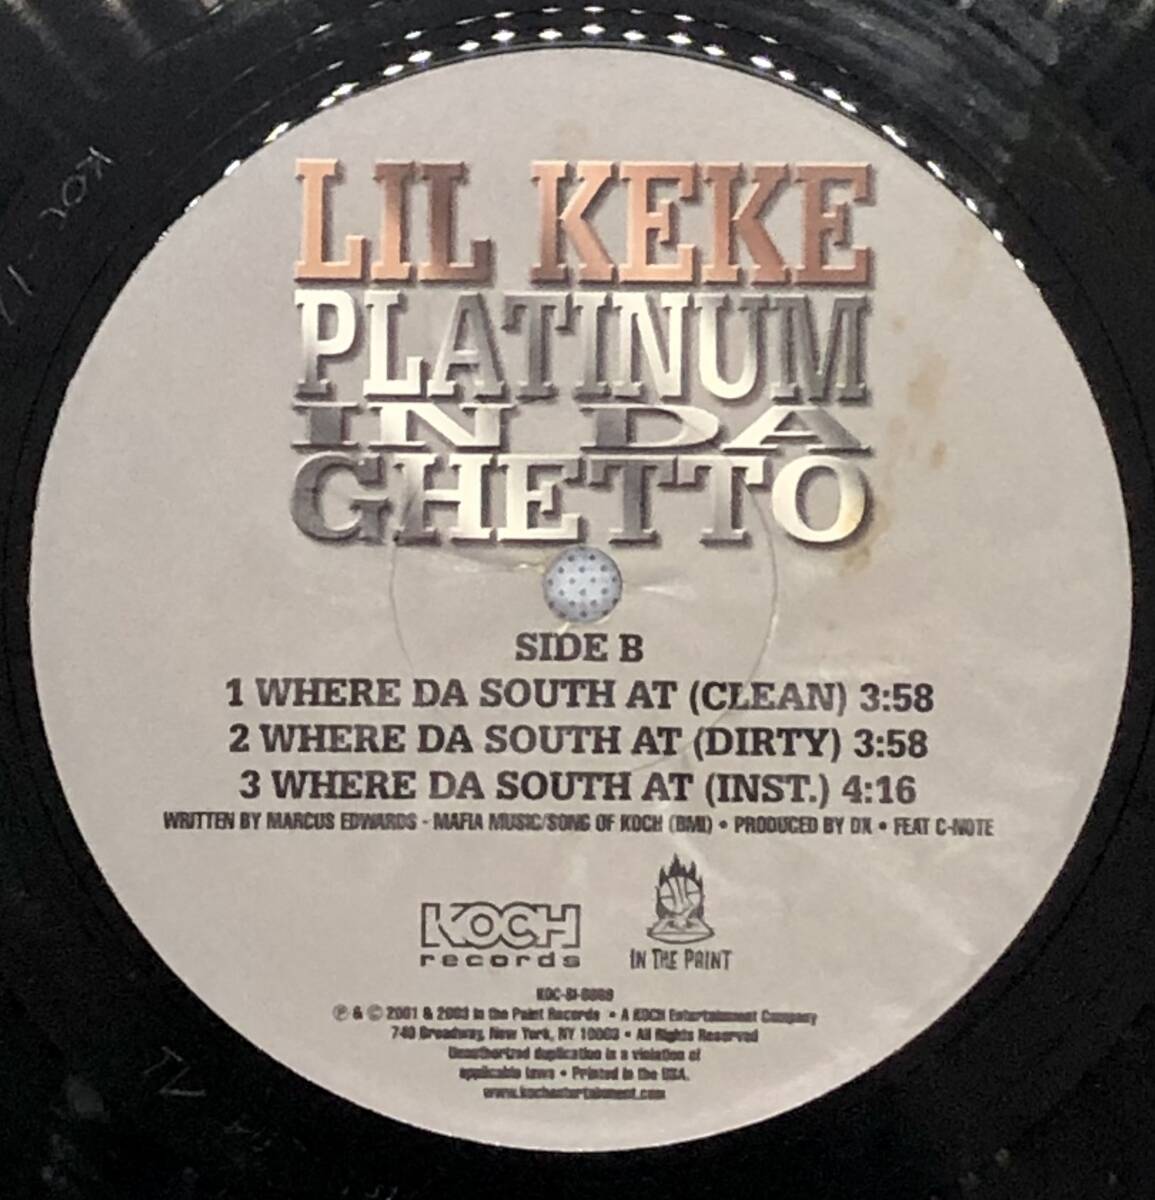 LIL KEKE
PLATINUM
IN DA
GHETTO
SIDE B
1 WHERE DA SOUTH AT (CLEAN) 3:58
2 WHERE DA SOUTH AT (DIRTY) 3:58
3 WHERE DA SOUTH AT (INST.) 4:16
WRITTEN BY MARCUS EDWARDS - MAFIA MUSIC/SONG OF KOCH (BMI) • PRODUCED BY DX • FEAT C-NOTE
KOCH
records
IN THE PAINT
℗ & © 2001 & 2003 In the Paint Records • A KOCH Entertainment Company
740 Broadway, New York, NY 10003 • All Rights Reserved
Unauthorized duplication is a violation of
applicable laws • Printed in the USA.
www.kochentertainment.com